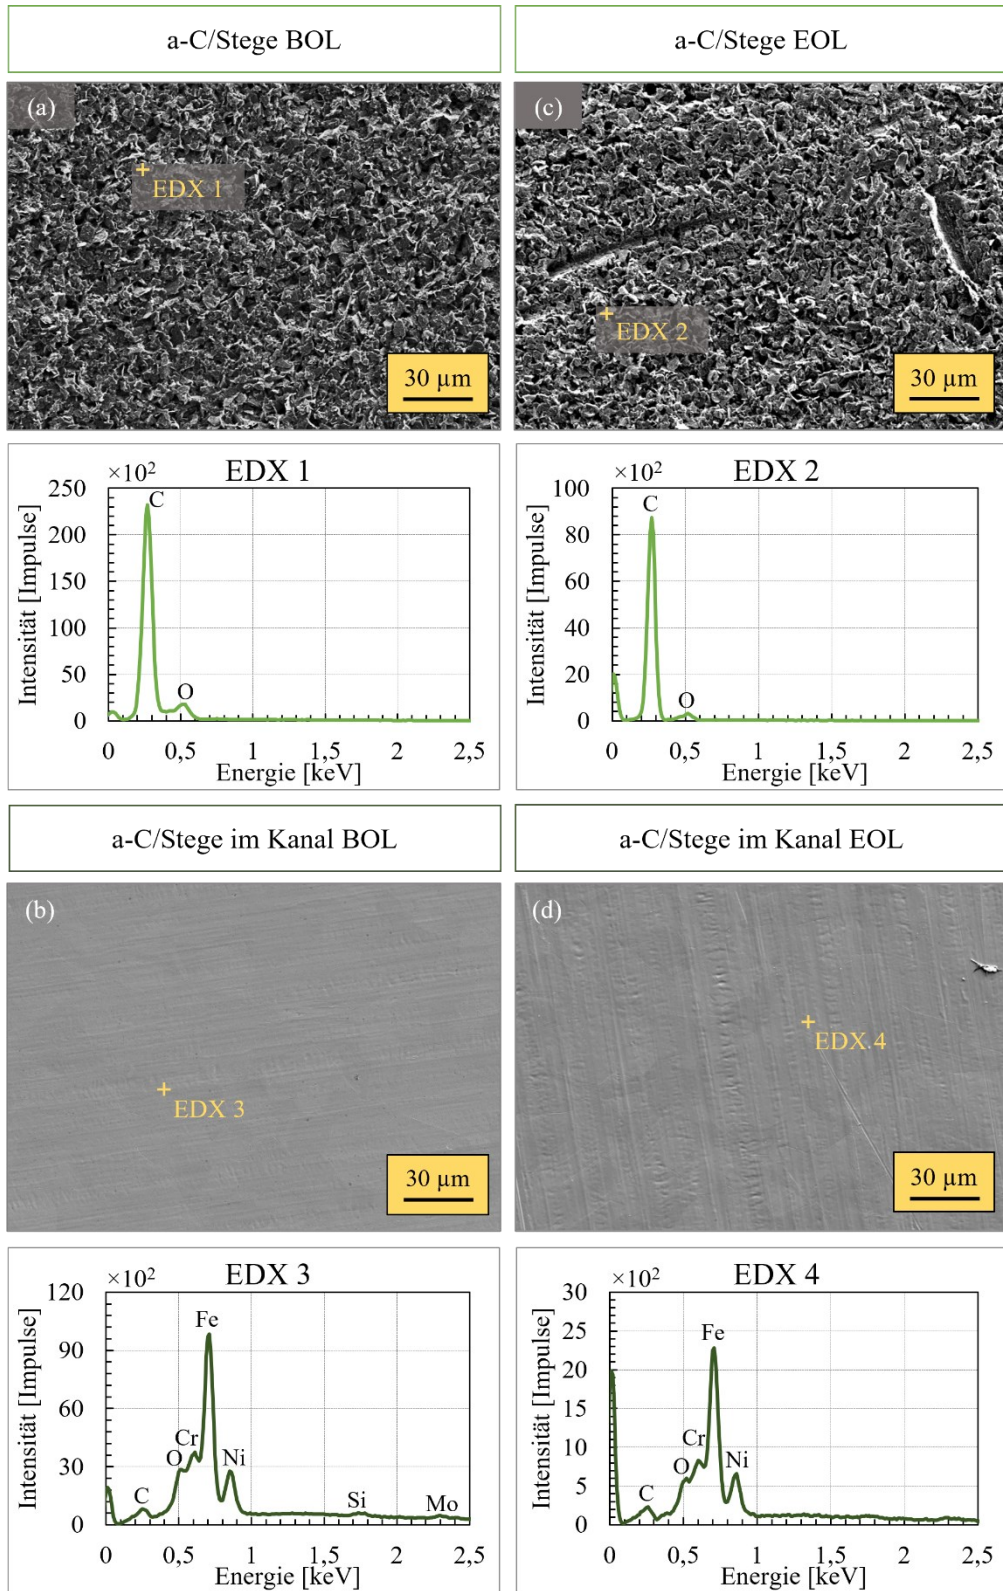 a-C/Stege BOL
a-C/Stege EOL
(a)
EDX 1
30 µm
(c)
EDX 2
30 µm
×10²
EDX 1
250
200
150
100
50
0
C
O
0
0,5
1
1,5
2
2,5
Intensität [Impulse]
Energie [keV]
×10²
EDX 2
100
80
60
40
20
0
C
O
0
0,5
1
1,5
2
2,5
Intensität [Impulse]
Energie [keV]
a-C/Stege im Kanal BOL
a-C/Stege im Kanal EOL
(b)
EDX 3
30 µm
(d)
EDX 4
30 µm
×10²
EDX 3
120
90
60
30
0
C
O
Cr
Fe
Ni
Si
Mo
0
0,5
1
1,5
2
2,5
Intensität [Impulse]
Energie [keV]
×10²
EDX 4
30
25
20
15
10
5
0
C
O
Cr
Fe
Ni
0
0,5
1
1,5
2
2,5
Intensität [Impulse]
Energie [keV]